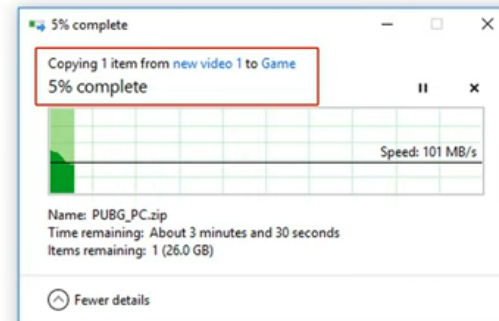 5% complete
Copying 1 item from new video 1 to Game
5% complete
Speed: 101 MB/s
Name: PUBG_PC.zip
Time remaining: About 3 minutes and 30 seconds
Items remaining: 1 (26.0 GB)
Fewer details